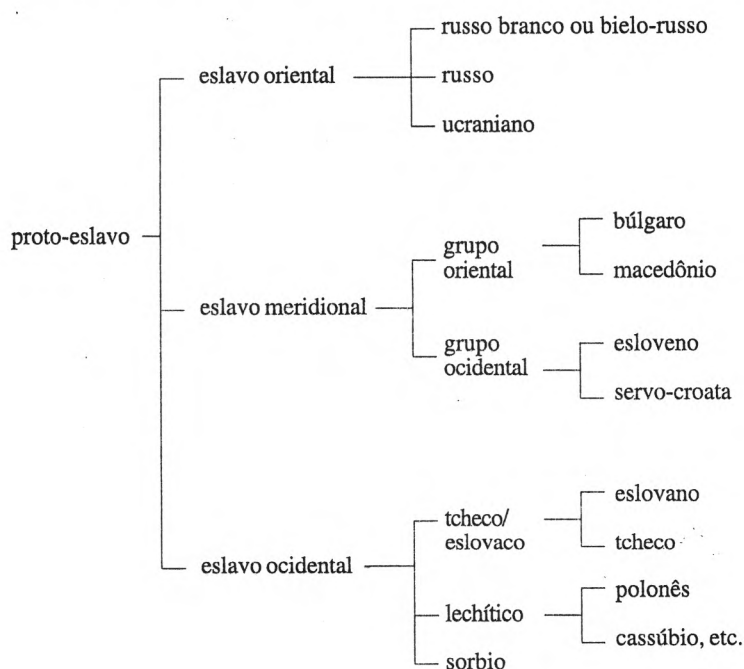 russo branco ou bielo-russo
eslavo oriental
russo
ucraniano
proto-eslavo
eslavo meridional
grupo
oriental
búlgaro
macedônio
grupo
ocidental
esloveno
servo-croata
eslavo ocidental
tcheco/
eslovaco
eslovano
tcheco
lechítico
polonês
cassúbio, etc.
sorbio